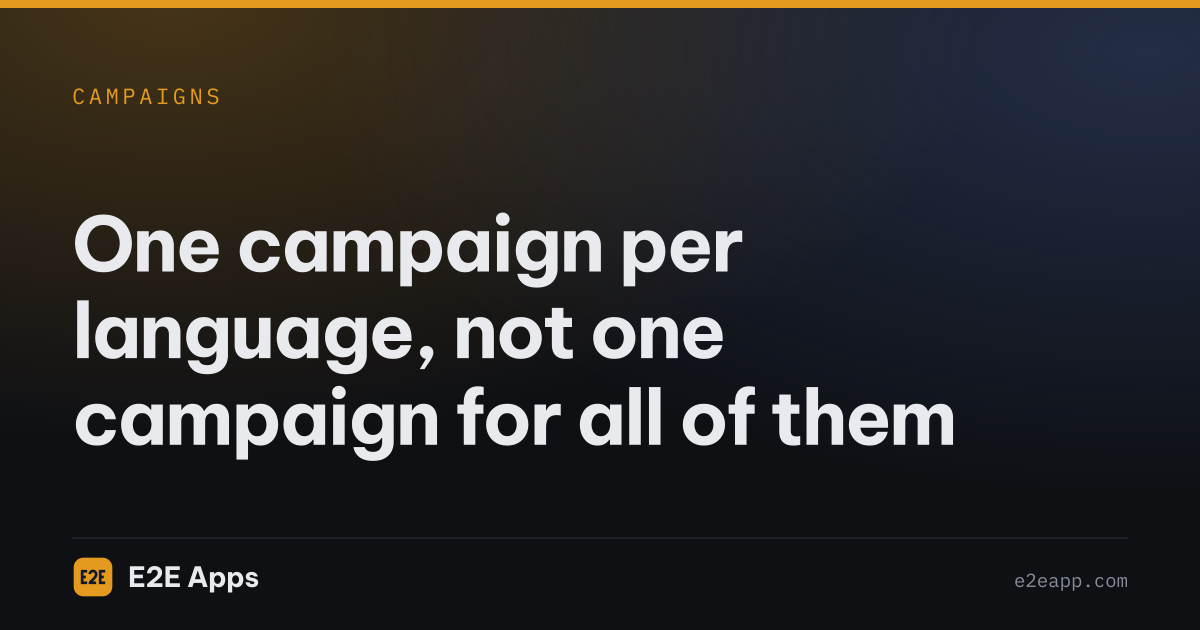 CAMPAIGNS
One campaign per
language, not one
campaign for all of them
E2E E2E Apps
e2eapp.com